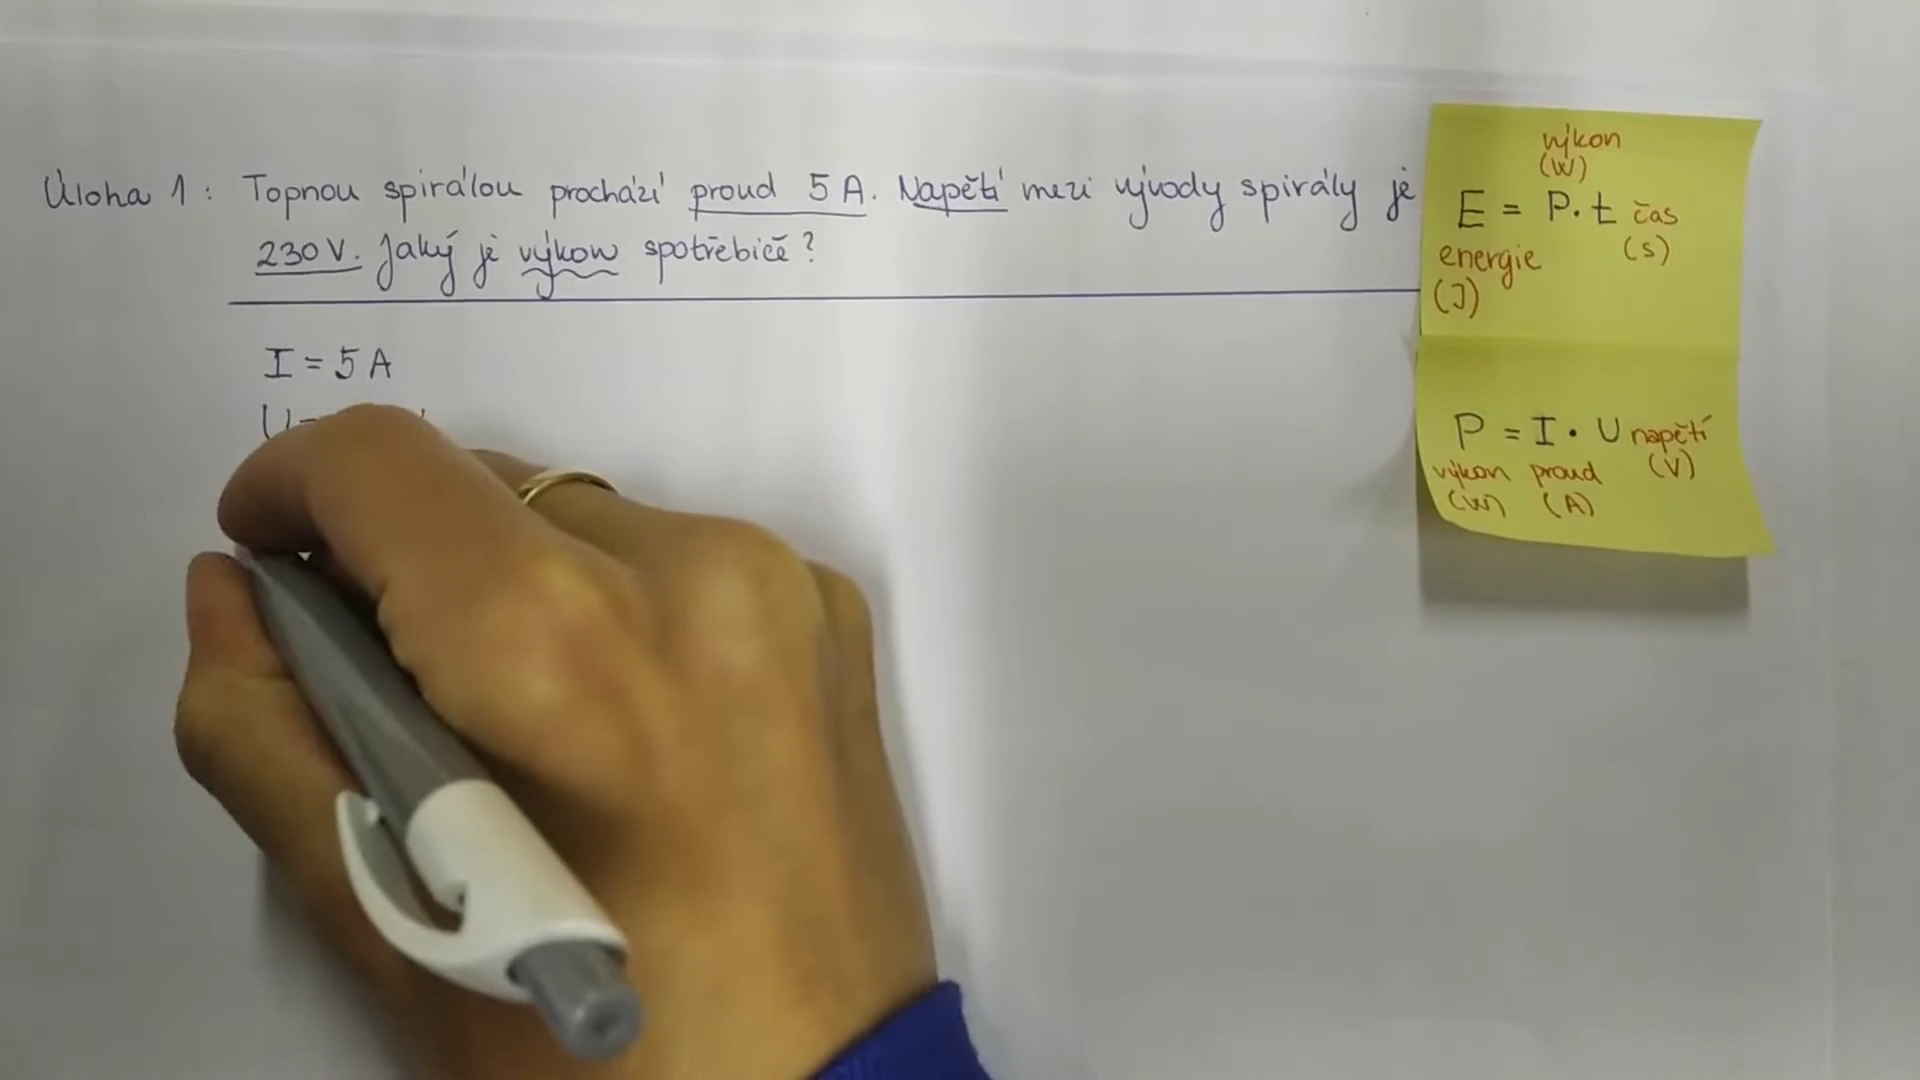 Úloha 1: Topnou spirálou prochází proud 5 A. Napětí mezi vývody spirály je
230 V. Jaký je výkon spotřebiče?
I = 5 A
U
výkon
(W)
E = P · t čas
energie (s)
(J)
P = I · U napětí
výkon proud (V)
(W) (A)